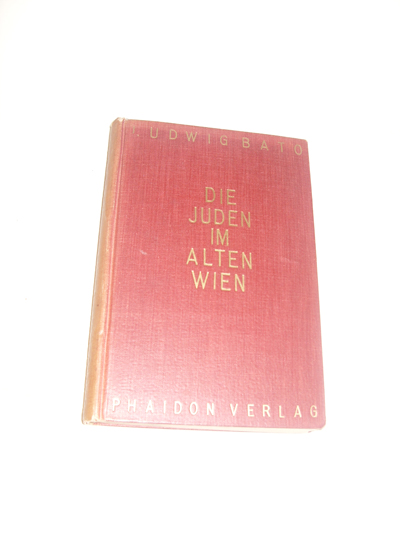 LUDWIG BATO
DIE
JUDEN
IM
ALTEN
WIEN
PHAIDON VERLAG